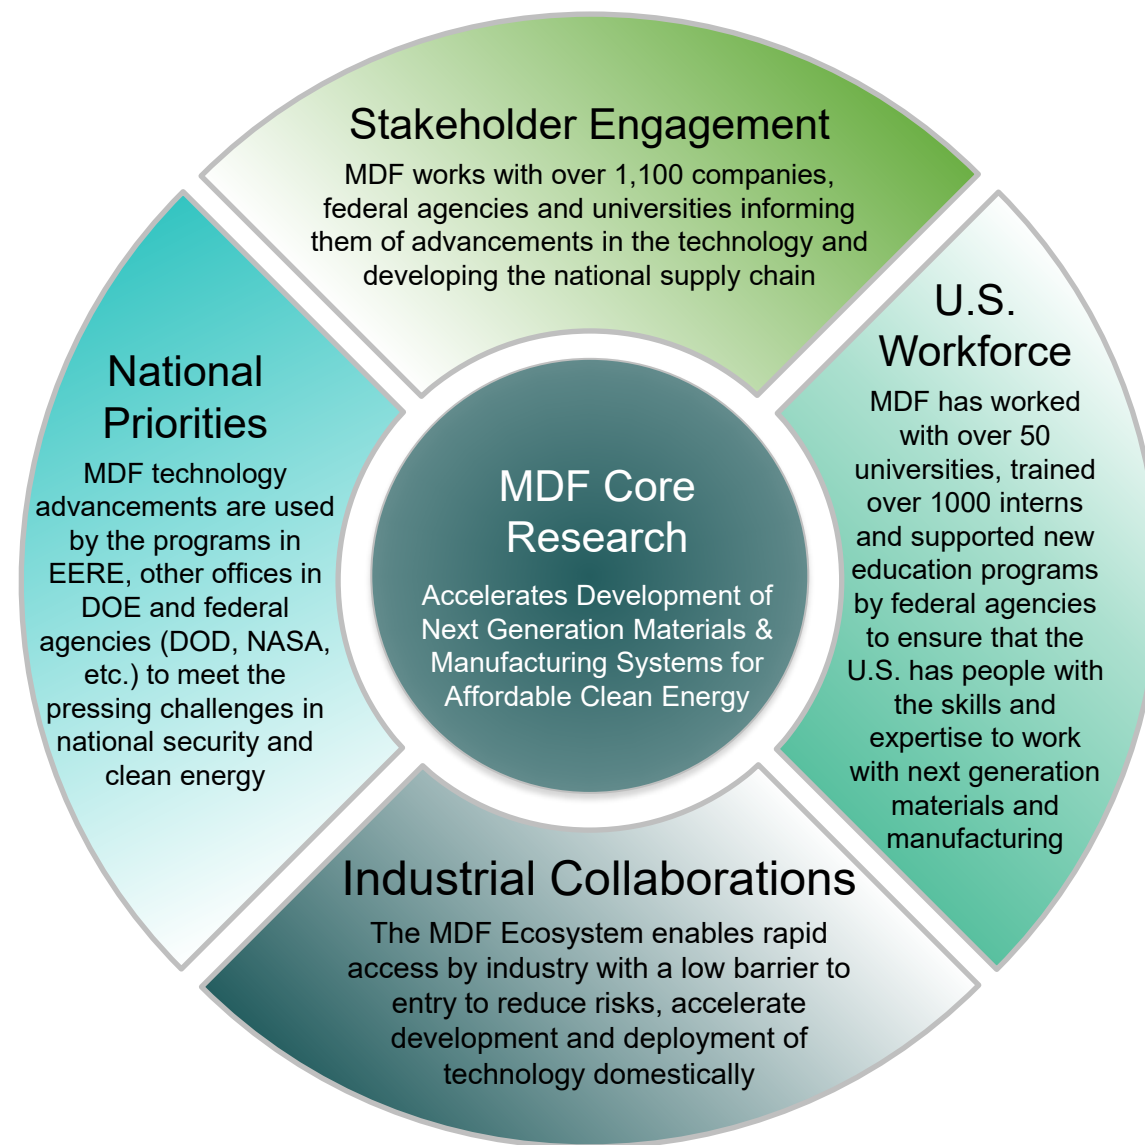 Stakeholder Engagement
MDF works with over 1,100 companies,
federal agencies and universities informing
them of advancements in the technology and
developing the national supply chain
National
Priorities
MDF technology
advancements are used
by the programs in
EERE, other offices in
DOE and federal
agencies (DOD, NASA,
etc.) to meet the
pressing challenges in
national security and
clean energy
MDF Core
Research
Accelerates Development of
Next Generation Materials &
Manufacturing Systems for
Affordable Clean Energy
U.S.
Workforce
MDF has worked
with over 50
universities, trained
over 1000 interns
and supported new
education programs
by federal agencies
to ensure that the
U.S. has people with
the skills and
expertise to work
with next generation
materials and
manufacturing
Industrial Collaborations
The MDF Ecosystem enables rapid
access by industry with a low barrier to
entry to reduce risks, accelerate
development and deployment of
technology domestically